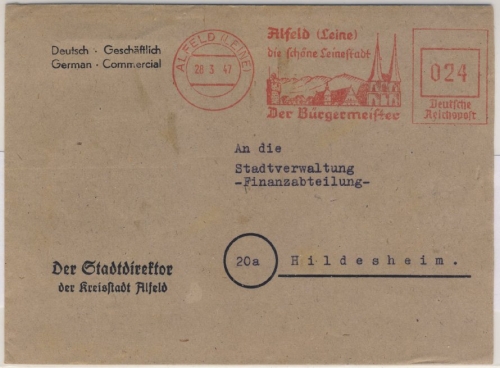 Deutsch · Geschäftlich
German · Commercial
ALFELD (LEINE)
28 3 47
Alfeld (Leine)
die schöne Leinestadt
Der Bürgermeister
024
Deutsche
Reichspost
An die
Stadtverwaltung
-Finanzabteilung-
20a
Hildesheim.
Der Stadtdirektor
der Kreisstadt Alfeld